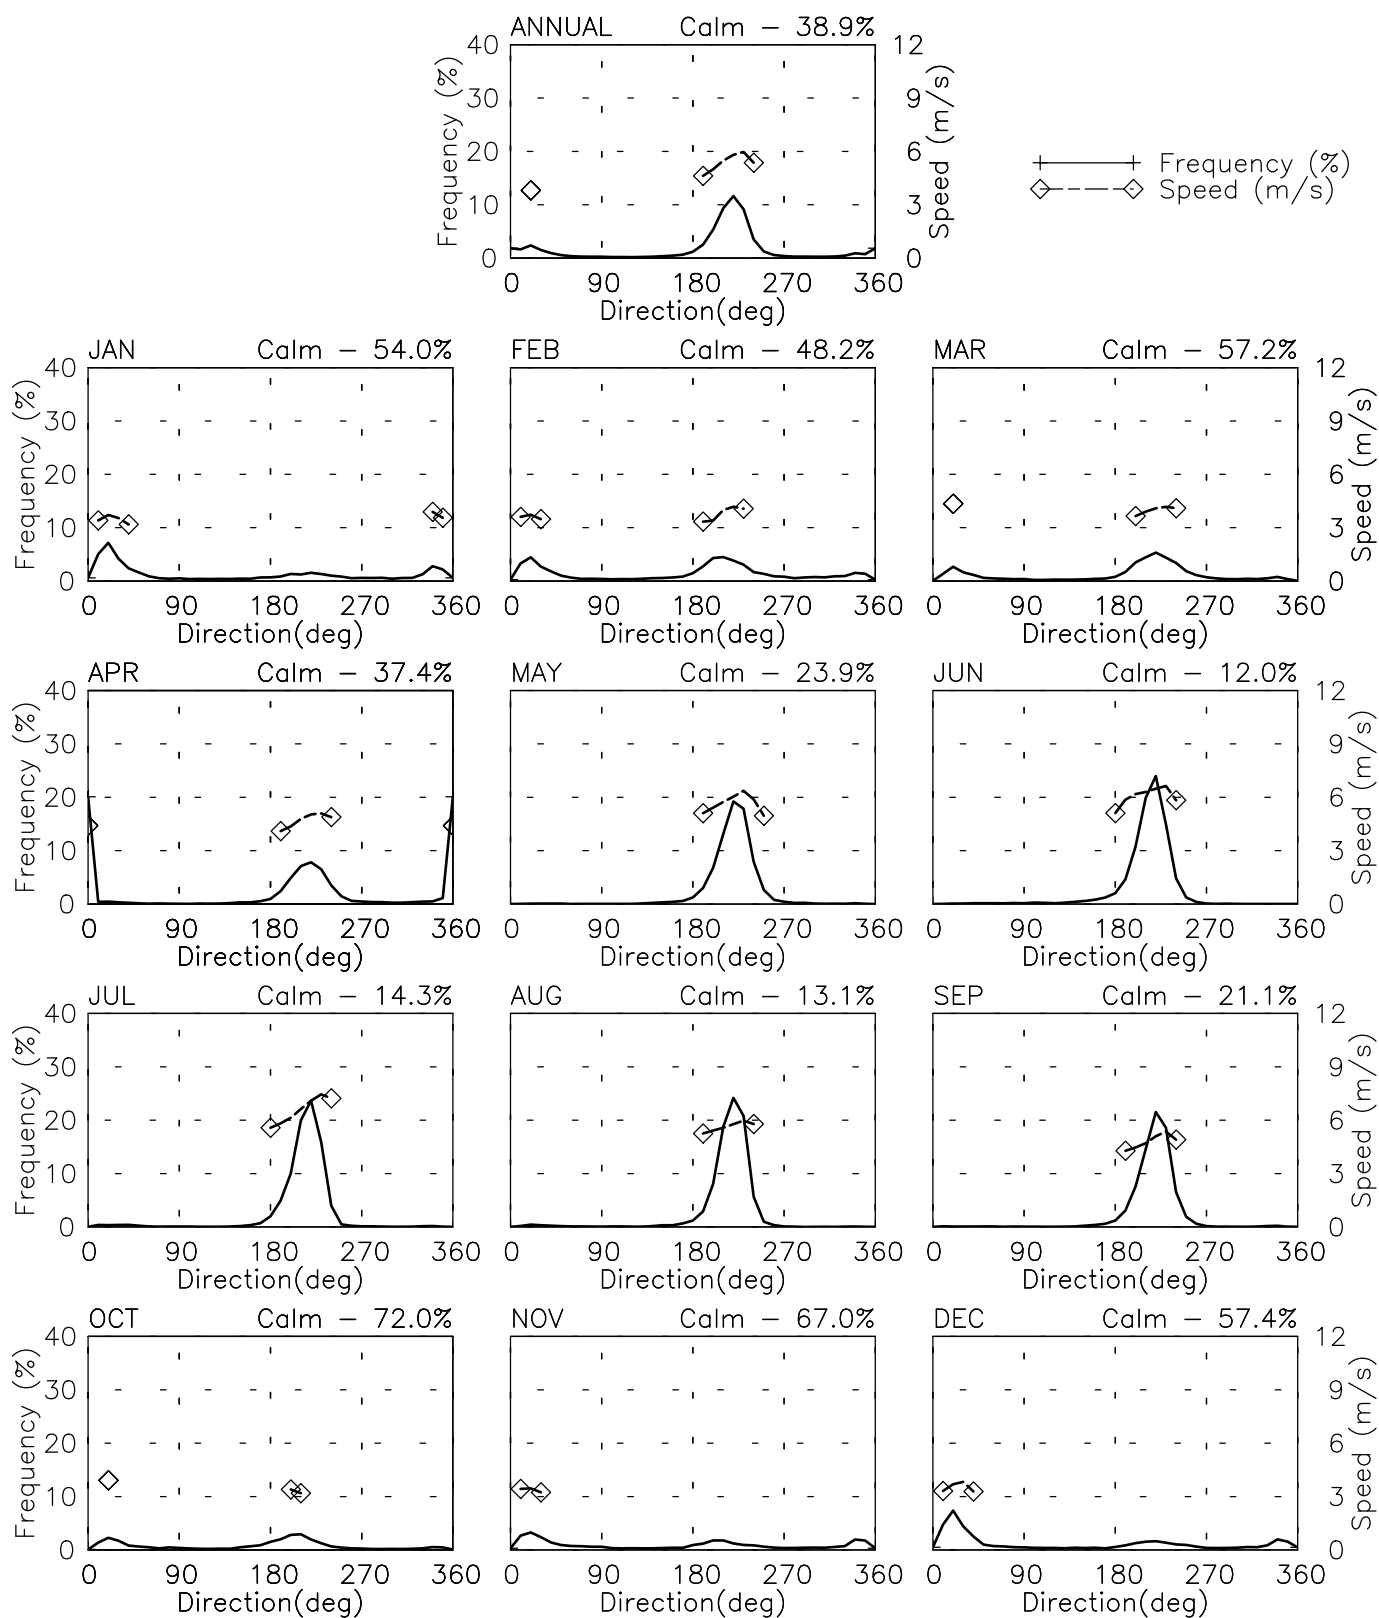 ANNUAL Calm – 38.9%
40 30 20 10 0
Frequency (%)
12 9 6 3 0
Speed (m/s)
0 90 180 270 360
Direction(deg)
Frequency (%)
Speed (m/s)
JAN Calm – 54.0%
FEB Calm – 48.2%
MAR Calm – 57.2%
40 30 20 10 0
Frequency (%)
12 9 6 3 0
Speed (m/s)
0 90 180 270 360
0 90 180 270 360
0 90 180 270 360
Direction(deg)
Direction(deg)
Direction(deg)
APR Calm – 37.4%
MAY Calm – 23.9%
JUN Calm – 12.0%
40 30 20 10 0
Frequency (%)
12 9 6 3 0
Speed (m/s)
0 90 180 270 360
0 90 180 270 360
0 90 180 270 360
Direction(deg)
Direction(deg)
Direction(deg)
JUL Calm – 14.3%
AUG Calm – 13.1%
SEP Calm – 21.1%
40 30 20 10 0
Frequency (%)
12 9 6 3 0
Speed (m/s)
0 90 180 270 360
0 90 180 270 360
0 90 180 270 360
Direction(deg)
Direction(deg)
Direction(deg)
OCT Calm – 72.0%
NOV Calm – 67.0%
DEC Calm – 57.4%
40 30 20 10 0
Frequency (%)
12 9 6 3 0
Speed (m/s)
0 90 180 270 360
0 90 180 270 360
0 90 180 270 360
Direction(deg)
Direction(deg)
Direction(deg)